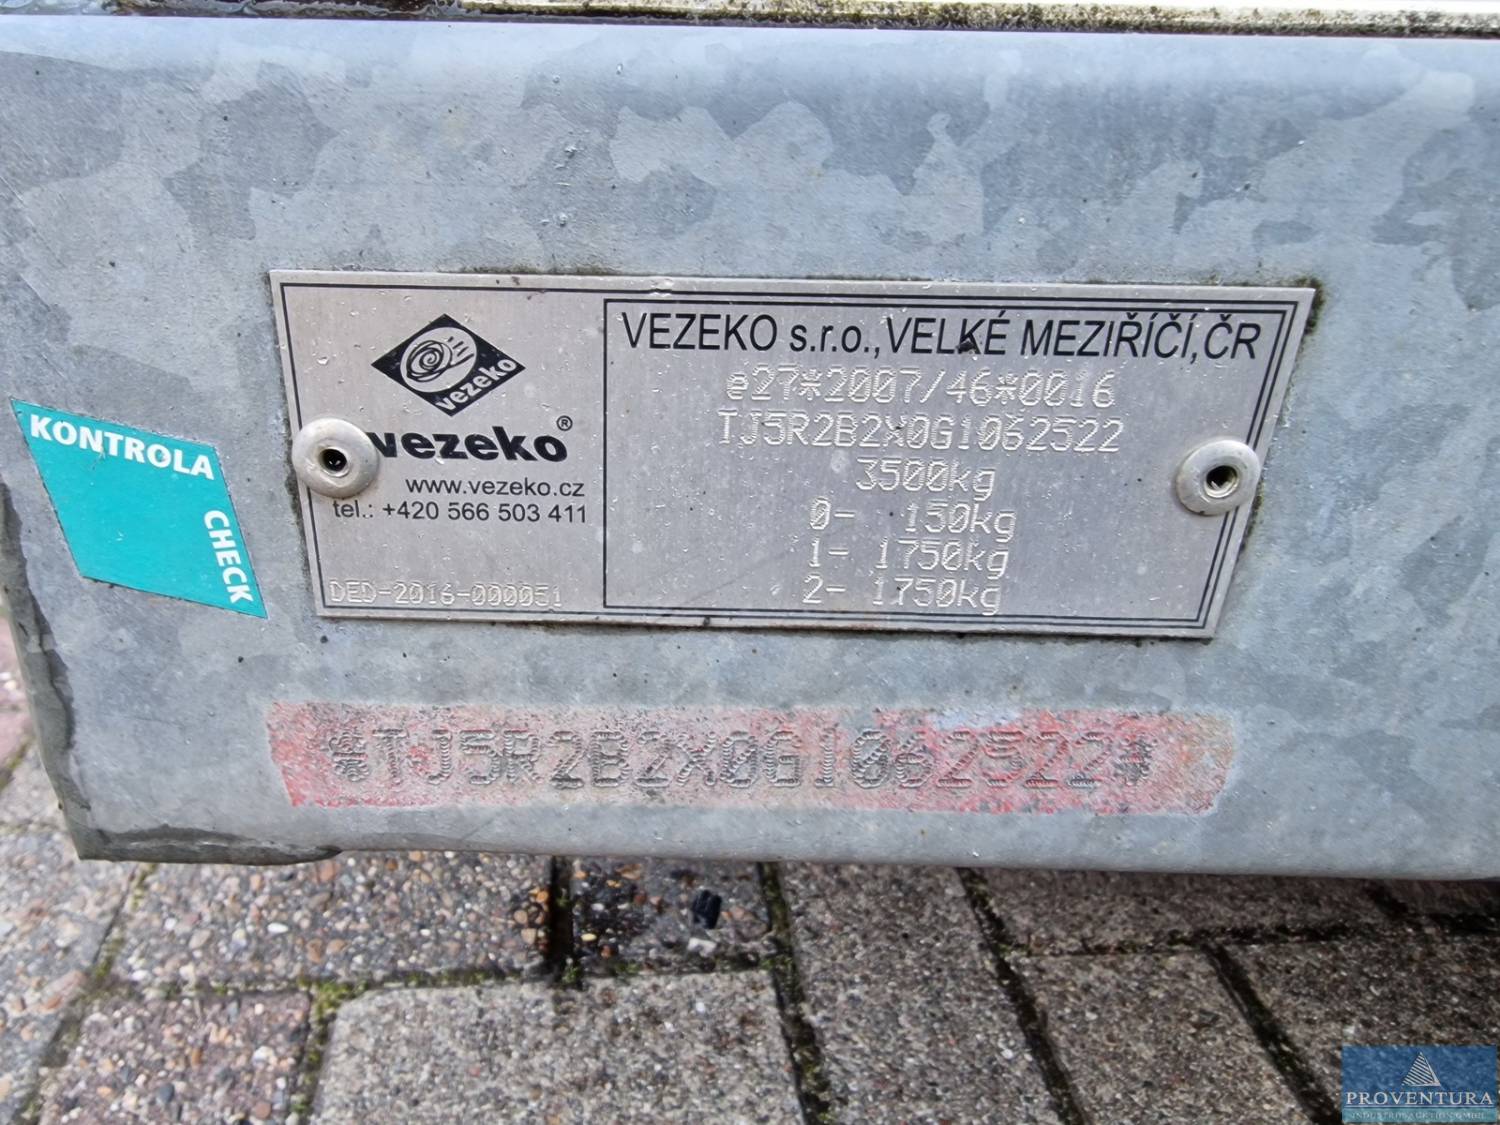 KONTROLA
CHECK
vezeko
vezeko®
www.vezeko.cz
tel.: +420 566 503 411
DED-2016-000051
VEZEKO s.r.o.,VELKÉ MEZIŘÍČÍ,ČR
e27*2007/46*0016
TJ5R2B2X0G1062522
3500kg
0- 150kg
1- 1750kg
2- 1750kg
*TJ5R2B2X0G1062522*
PROVENTURA